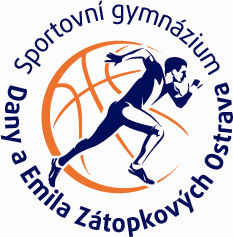 Sportovní gymnázium
Dany a Emila Zátopkových Ostrava